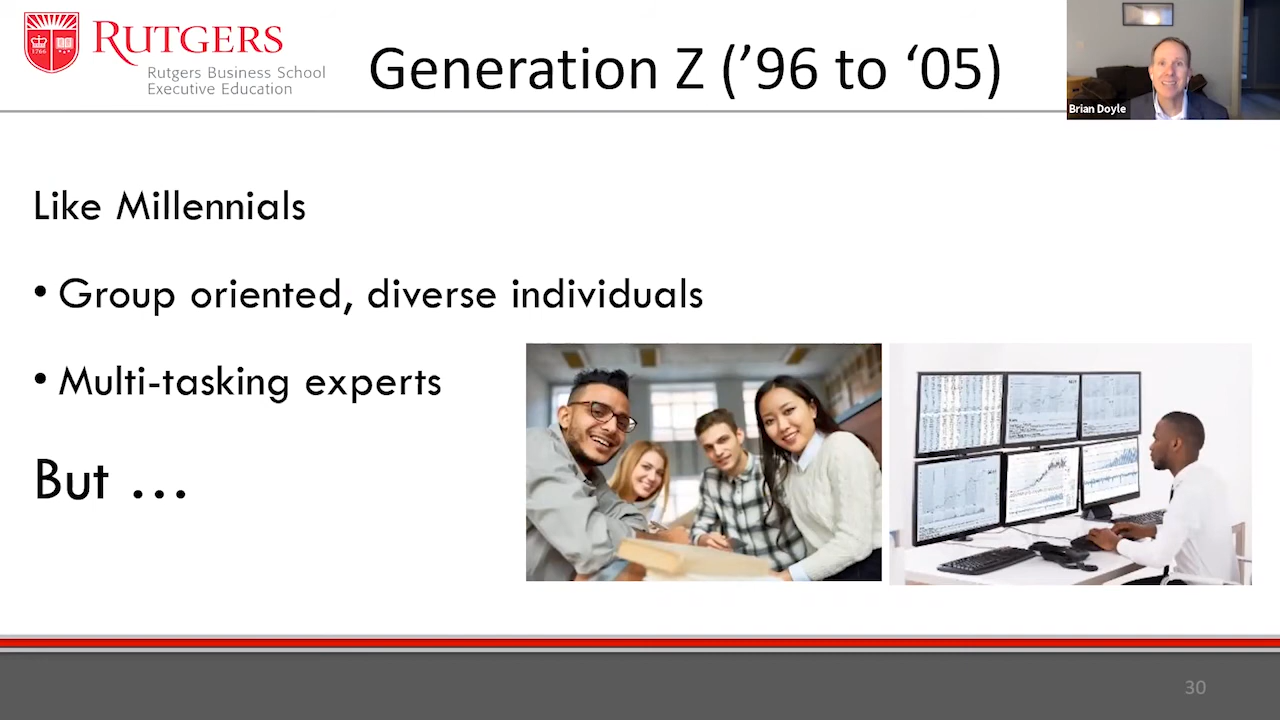 RUTGERS
1766
Rutgers Business School
Executive Education
Generation Z (’96 to ‘05)
Brian Doyle
Like Millennials
• Group oriented, diverse individuals
• Multi-tasking experts
But …
30